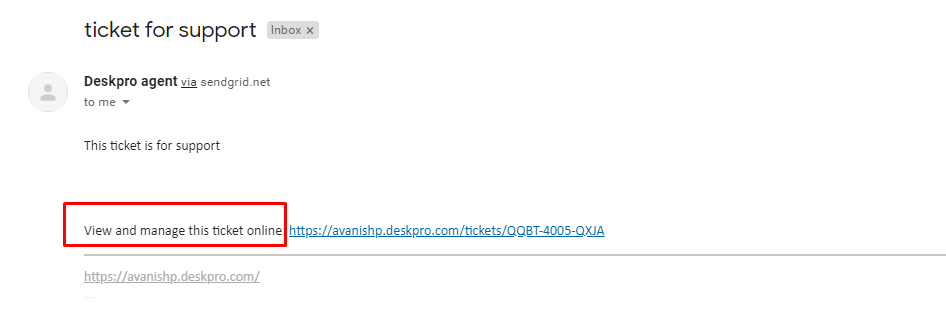 ticket for support Inbox ×
Deskpro agent via sendgrid.net
to me
This ticket is for support
View and manage this ticket online: https://avanishp.deskpro.com/tickets/QQBT-4005-QXJA
https://avanishp.deskpro.com/